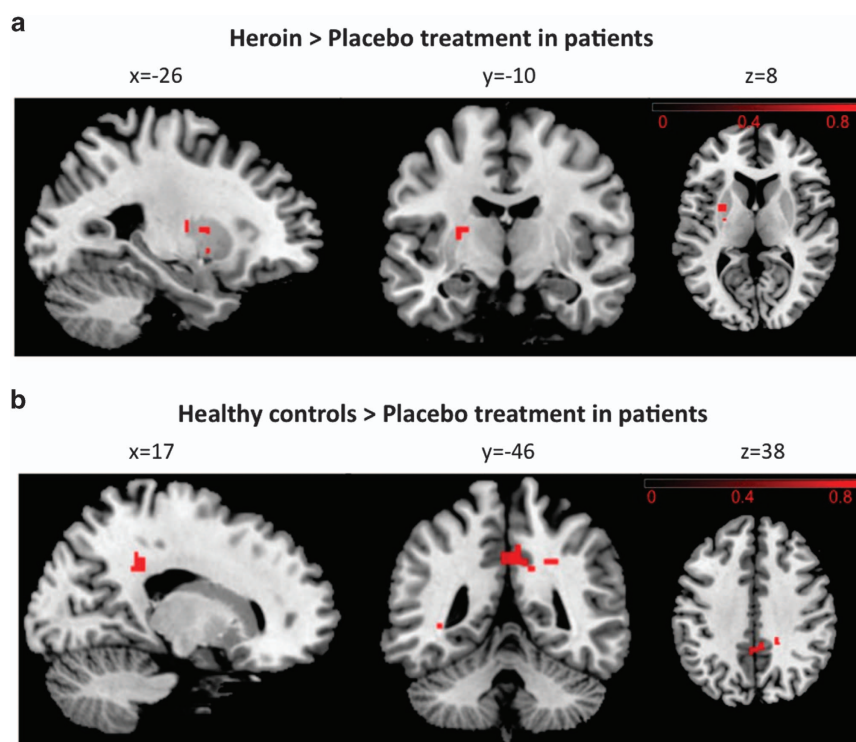 a
Heroin > Placebo treatment in patients
x=-26
y=-10
z=8
0
0.4
0.8
b
Healthy controls > Placebo treatment in patients
x=17
y=-46
z=38
0
0.4
0.8